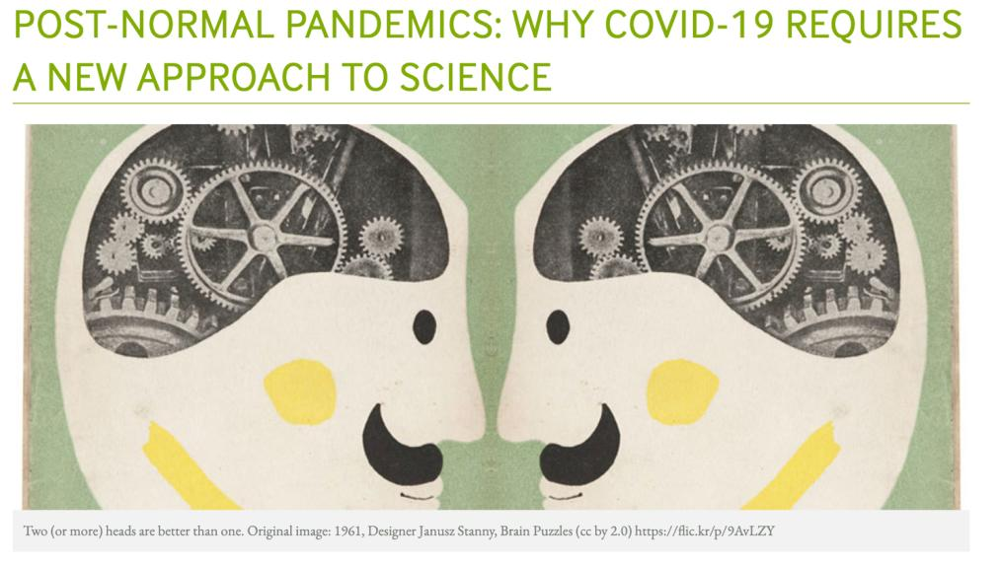 POST-NORMAL PANDEMICS: WHY COVID-19 REQUIRES
A NEW APPROACH TO SCIENCE
Two (or more) heads are better than one. Original image: 1961, Designer Janusz Stanny, Brain Puzzles (cc by 2.0) https://flic.kr/p/9AvLZY